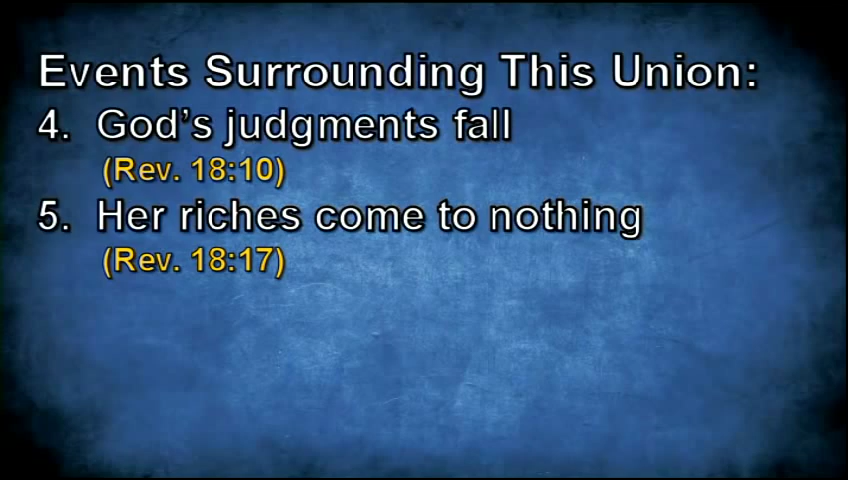 Events Surrounding This Union:
4. God’s judgments fall
(Rev. 18:10)
5. Her riches come to nothing
(Rev. 18:17)